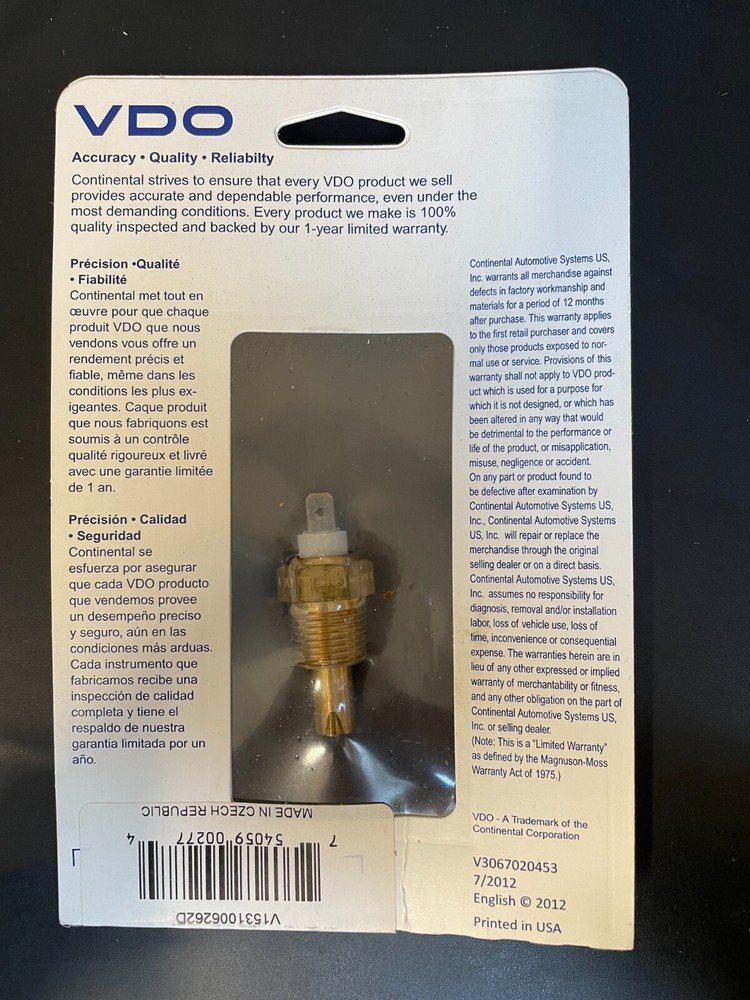 VDO
Accuracy • Quality • Reliabilty
Continental strives to ensure that every VDO product we sell
provides accurate and dependable performance, even under the
most demanding conditions. Every product we make is 100%
quality inspected and backed by our 1-year limited warranty.
Précision •Qualité
• Fiabilité
Continental met tout en
œuvre pour que chaque
produit VDO que nous
vendons vous offre un
rendement précis et
fiable, même dans les
conditions les plus ex-
igeantes. Caque produit
que nous fabriquons est
soumis à un contrôle
qualité rigoureux et livré
avec une garantie limitée
de 1 an.
Précisión • Calidad
• Seguridad
Continental se
esfuerza por asegurar
que cada VDO producto
que vendemos provee
un desempeño preciso
y seguro, aún en las
condiciones más arduas.
Cada instrumento que
fabricamos recibe una
inspección de calidad
completa y tiene el
respaldo de nuestra
garantia limitada por un
año.
Continental Automotive Systems US,
Inc. warrants all merchandise against
defects in factory workmanship and
materials for a period of 12 months
after purchase. This warranty applies
to the first retail purchaser and covers
only those products exposed to nor-
mal use or service. Provisions of this
warranty shall not apply to VDO prod-
uct which is used for a purpose for
which it is not designed, or which has
been altered in any way that would
be detrimental to the performance or
life of the product, or misapplication,
misuse, negligence or accident.
On any part or product found to
be defective after examination by
Continental Automotive Systems US,
Inc., Continental Automotive Systems
US, Inc. will repair or replace the
merchandise through the original
selling dealer or on a direct basis.
Continental Automotive Systems US,
Inc. assumes no responsibility for
diagnosis, removal and/or installation
labor, loss of vehicle use, loss of
time, inconvenience or consequential
expense. The warranties herein are in
lieu of any other expressed or implied
warranty of merchantability or fitness,
and any other obligation on the part of
Continental Automotive Systems US,
Inc. or selling dealer.
(Note: This is a "Limited Warranty"
as defined by the Magnuson-Moss
Warranty Act of 1975.)
VDO - A Trademark of the
Continental Corporation
V3067020453
7/2012
English © 2012
Printed in USA
V1531006262D
7 54059 00277 4
MADE IN CZECH REPUBLIC